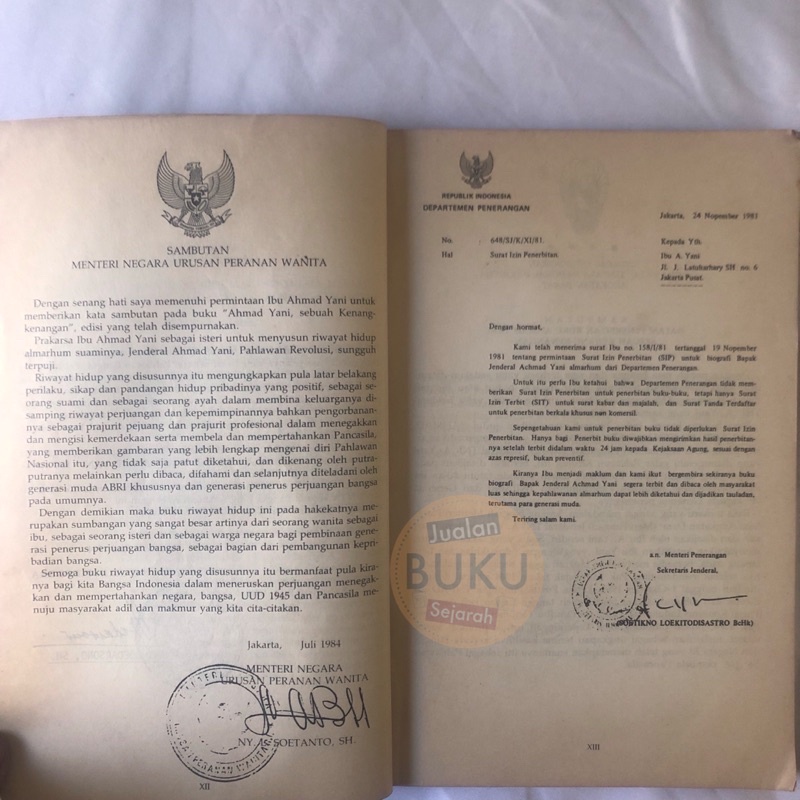 SAMBUTAN
MENTERI NEGARA URUSAN PERANAN WANITA
Dengan senang hati saya memenuhi permintaan Ibu Ahmad Yani untuk
memberikan kata sambutan pada buku "Ahmad Yani, sebuah Kenang-
kenangan", edisi yang telah disempurnakan.
Prakarsa Ibu Ahmad Yani sebagai isteri untuk menyusun riwayat hidup
almarhum suaminya, Jenderal Ahmad Yani, Pahlawan Revolusi, sungguh
terpuji.
Riwayat hidup yang disusunnya itu mengungkapkan pula latar belakang
perilaku, sikap dan pandangan hidup pribadinya yang positif, sebagai se-
orang suami dan sebagai seorang ayah dalam membina keluarganya di-
samping riwayat perjuangan dan kepemimpinannya bahkan pengorbanan-
nya sebagai prajurit pejuang dan prajurit profesional dalam menegakkan
dan mengisi kemerdekaan serta membela dan mempertahankan Pancasila,
yang memberikan gambaran yang lebih lengkap mengenai diri Pahlawan
Nasional itu, yang tidak saja patut diketahui, dan dikenang oleh putra-
putranya melainkan perlu dibaca, difahami dan selanjutnya diteladani oleh
generasi muda ABRI khususnya dan generasi penerus perjuangan bangsa
pada umumnya.
Dengan demikian maka buku riwayat hidup ini pada hakekatnya me-
rupakan sumbangan yang sangat besar artinya dari seorang wanita sebagai
ibu, sebagai seorang isteri dan sebagai warga negara bagi pembinaan gene-
rasi penerus perjuangan bangsa, sebagai bagian dari pembangunan kepri-
badian bangsa.
Semoga buku riwayat hidup yang disusunnya itu bermanfaat pula kira-
nya bagi kita Bangsa Indonesia dalam meneruskan perjuangan menegak-
kan dan mempertahankan negara, bangsa, UUD 1945 dan Pancasila me-
nuju masyarakat adil dan makmur yang kita cita-citakan.
Jakarta, Juli 1984
MENTERI NEGARA
URUSAN PERANAN WANITA
NY. L. SOETANTO, SH.
XII
REPUBLIK INDONESIA
DEPARTEMEN PENERANGAN
Jakarta, 24 Nopember 1981
No. 648/SJ/K/XI/81.
Hal Surat Izin Penerbitan.
Kepada Yth.
Ibu A. Yani
Jl. J. Latuharhary SH no. 6
Jakarta Pusat.
Dengan hormat,
Kami telah menerima surat Ibu no. 158/I/81 tertanggal 19 Nopember
1981 tentang permintaan Surat Izin Penerbitan (SIP) untuk biografi Bapak
Jenderal Achmad Yani almarhum dari Departemen Penerangan.
Untuk itu perlu Ibu ketahui bahwa Departemen Penerangan tidak mem-
berikan Surat Izin Penerbitan untuk penerbitan buku-buku, tetapi hanya Surat
Izin Terbit (SIT) untuk surat kabar dan majalah, dan Surat Tanda Terdaftar
untuk penerbitan berkala khusus non komersil.
Sepengetahuan kami untuk penerbitan buku tidak diperlukan Surat Izin
Penerbitan. Hanya bagi Penerbit buku diwajibkan mengirimkan hasil penerbitan-
nya setelah terbit didalam waktu 24 jam kepada Kejaksaan Agung, sesuai dengan
azas represif, bukan preventif.
Kiranya Ibu menjadi maklum dan kami ikut bergembira sekiranya buku
biografi Bapak Jenderal Achmad Yani segera terbit dan dibaca oleh masyarakat
luas sehingga kepahlawanan almarhum dapat lebih diketahui dan dijadikan tauladan,
terutama para generasi muda.
Teriring salam kami.
a.n. Menteri Penerangan
Sekretaris Jenderal,
(SUTIKNO LOEKITODISASTRO BcHk)
XIII
Jualan
BUKU
Sejarah